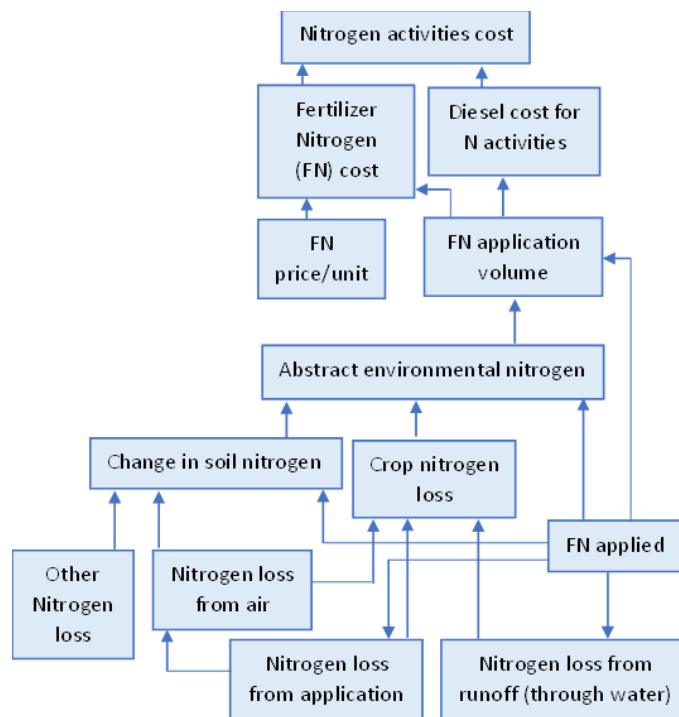 Nitrogen activities cost
Fertilizer
Nitrogen
(FN) cost
Diesel cost for
N activities
FN
price/unit
FN application
volume
Abstract environmental nitrogen
Change in soil nitrogen
Crop nitrogen
loss
FN applied
Other
Nitrogen
loss
Nitrogen loss
from air
Nitrogen loss
from application
Nitrogen loss from
runoff (through water)